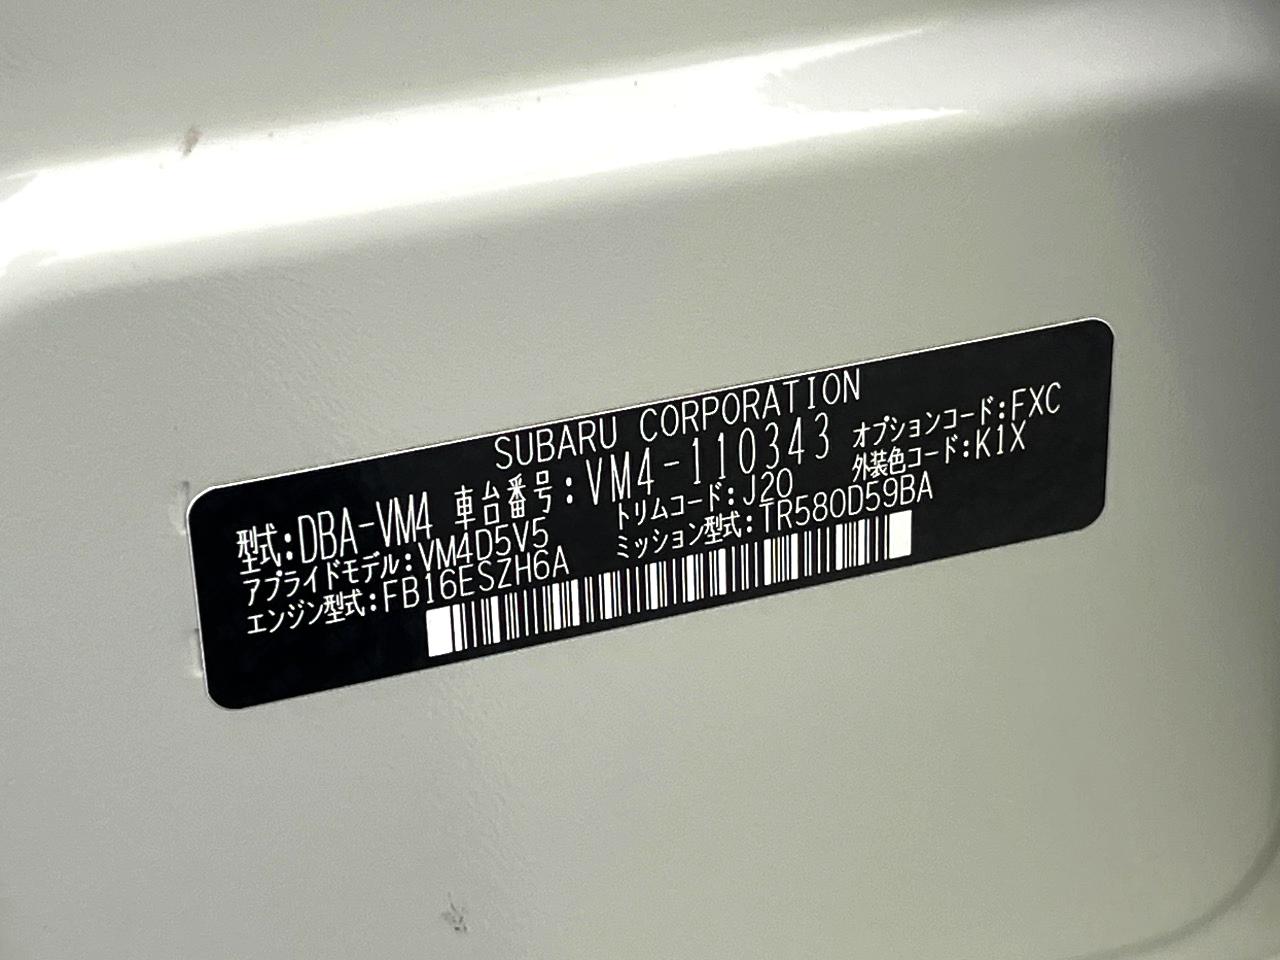 SUBARU CORPORATION
型式:DBA-VM4 車台番号:VM4-110343 オプションコード:FXC
アプライドモデル:VM4D5V5 トリムコード:J20 外装色コード:K1X
エンジン型式:FB16ESZH6A ミッション型式:TR580D59BA